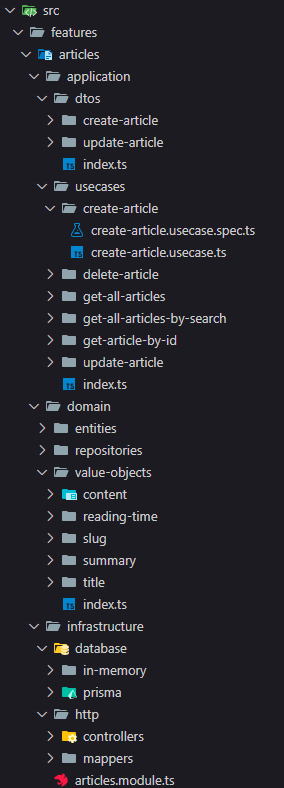 src
features
articles
application
dtos
create-article
update-article
index.ts
usecases
create-article
create-article.usecase.spec.ts
create-article.usecase.ts
delete-article
get-all-articles
get-all-articles-by-search
get-article-by-id
update-article
index.ts
domain
entities
repositories
value-objects
content
reading-time
slug
summary
title
index.ts
infrastructure
database
in-memory
prisma
http
controllers
mappers
articles.module.ts